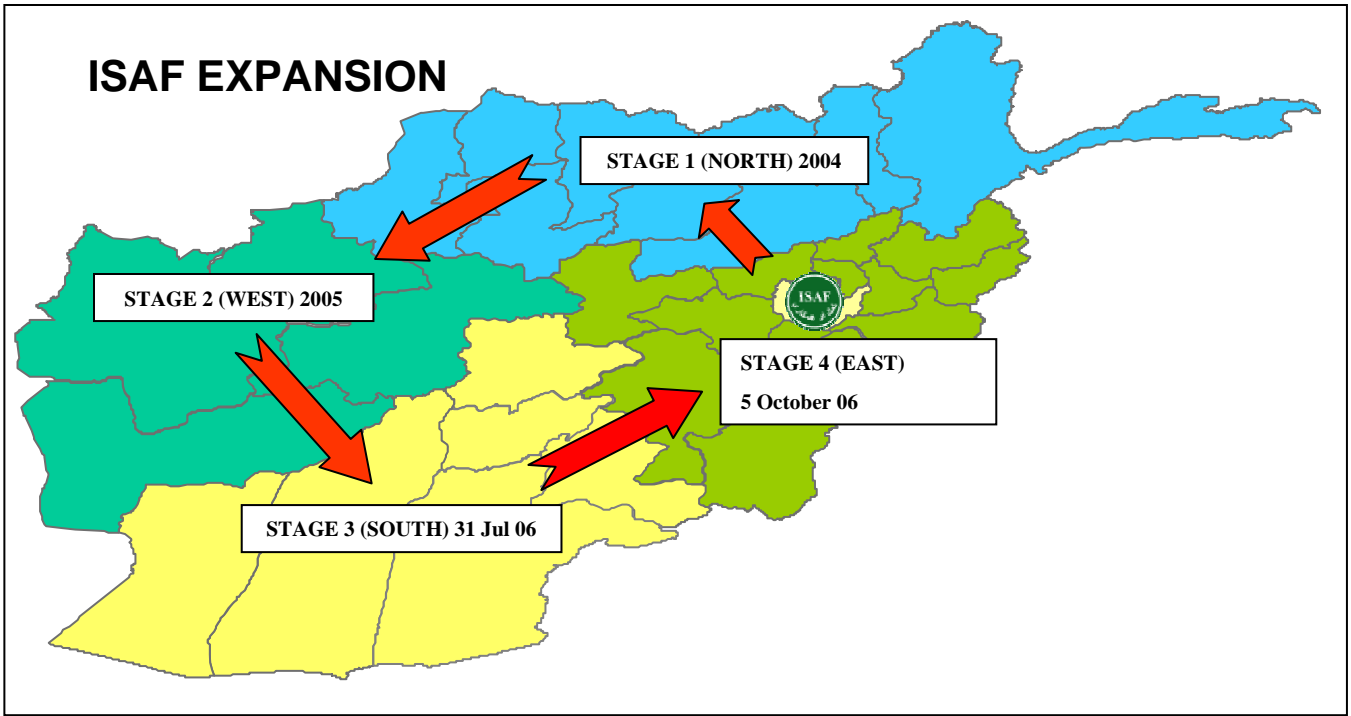 ISAF EXPANSION
STAGE 1 (NORTH) 2004
STAGE 2 (WEST) 2005
ISAF
STAGE 4 (EAST)
5 October 06
STAGE 3 (SOUTH) 31 Jul 06